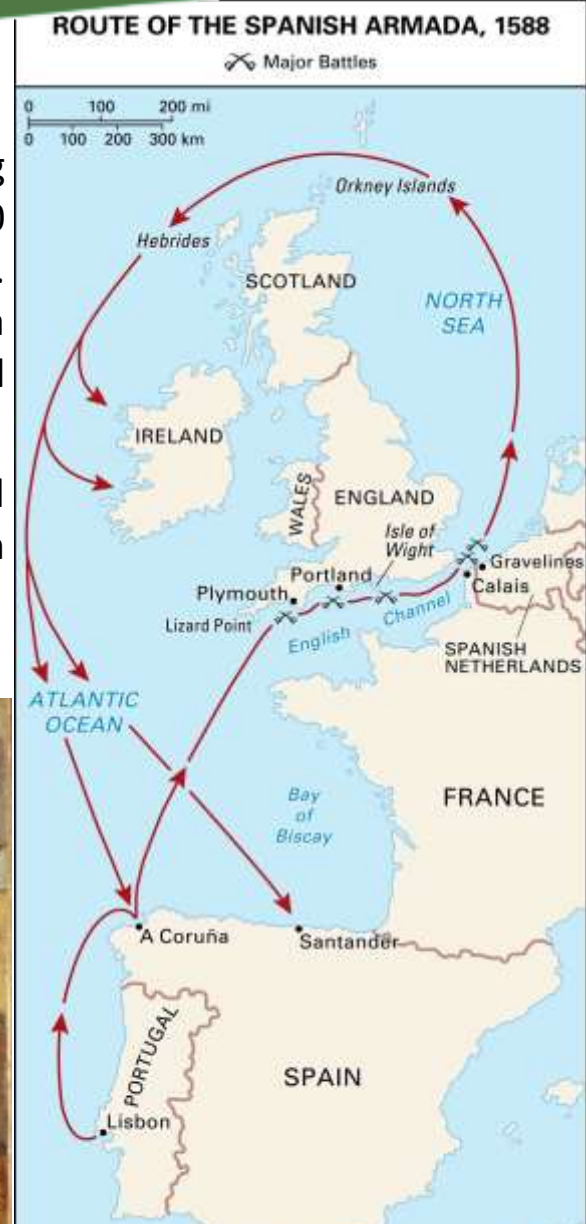 ROUTE OF THE SPANISH ARMADA, 1588
Major Battles
0 100 200 mi
0 100 200 300 km
Orkney Islands
Hebrides
SCOTLAND
NORTH
SEA
IRELAND
WALES
ENGLAND
Isle of
Wight
Gravelines
Portland
Calais
Plymouth
Lizard Point
English Channel
SPANISH
NETHERLANDS
ATLANTIC
OCEAN
Bay
of
Biscay
FRANCE
A Coruña
Santander
PORTUGAL
SPAIN
Lisbon